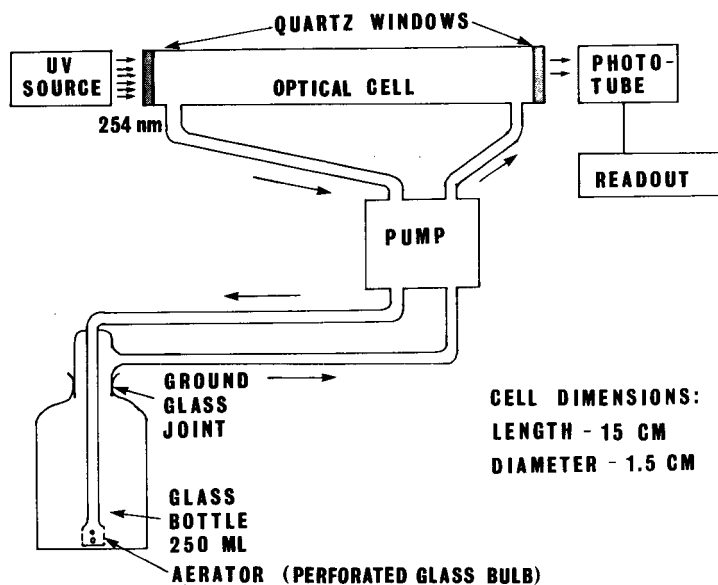 QUARTZ WINDOWS
UV
SOURCE
254 nm
OPTICAL CELL
PHOTO-
TUBE
READOUT
PUMP
GROUND
GLASS
JOINT
CELL DIMENSIONS:
LENGTH - 15 CM
DIAMETER - 1.5 CM
GLASS
BOTTLE
250 ML
AERATOR (PERFORATED GLASS BULB)